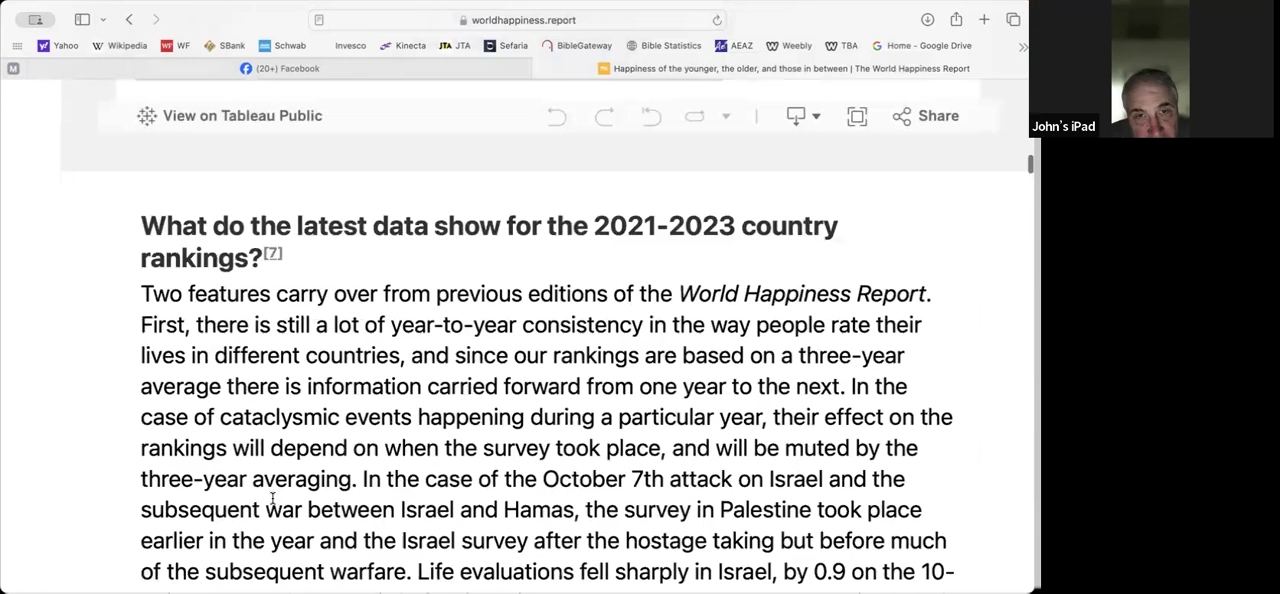 worldhappiness.report
Yahoo
Wikipedia
WF WF
SBank
Schwab
Invesco
Kinecta
JTA JTA
Sefaria
BibleGateway
Bible Statistics
AEAZ
Weebly
TBA
Home - Google Drive
M
(20+) Facebook
Happiness of the younger, the older, and those in between | The World Happiness Report
John's iPad
View on Tableau Public
Share
What do the latest data show for the 2021-2023 country
rankings?[7]
Two features carry over from previous editions of the World Happiness Report.
First, there is still a lot of year-to-year consistency in the way people rate their
lives in different countries, and since our rankings are based on a three-year
average there is information carried forward from one year to the next. In the
case of cataclysmic events happening during a particular year, their effect on the
rankings will depend on when the survey took place, and will be muted by the
three-year averaging. In the case of the October 7th attack on Israel and the
subsequent war between Israel and Hamas, the survey in Palestine took place
earlier in the year and the Israel survey after the hostage taking but before much
of the subsequent warfare. Life evaluations fell sharply in Israel, by 0.9 on the 10-